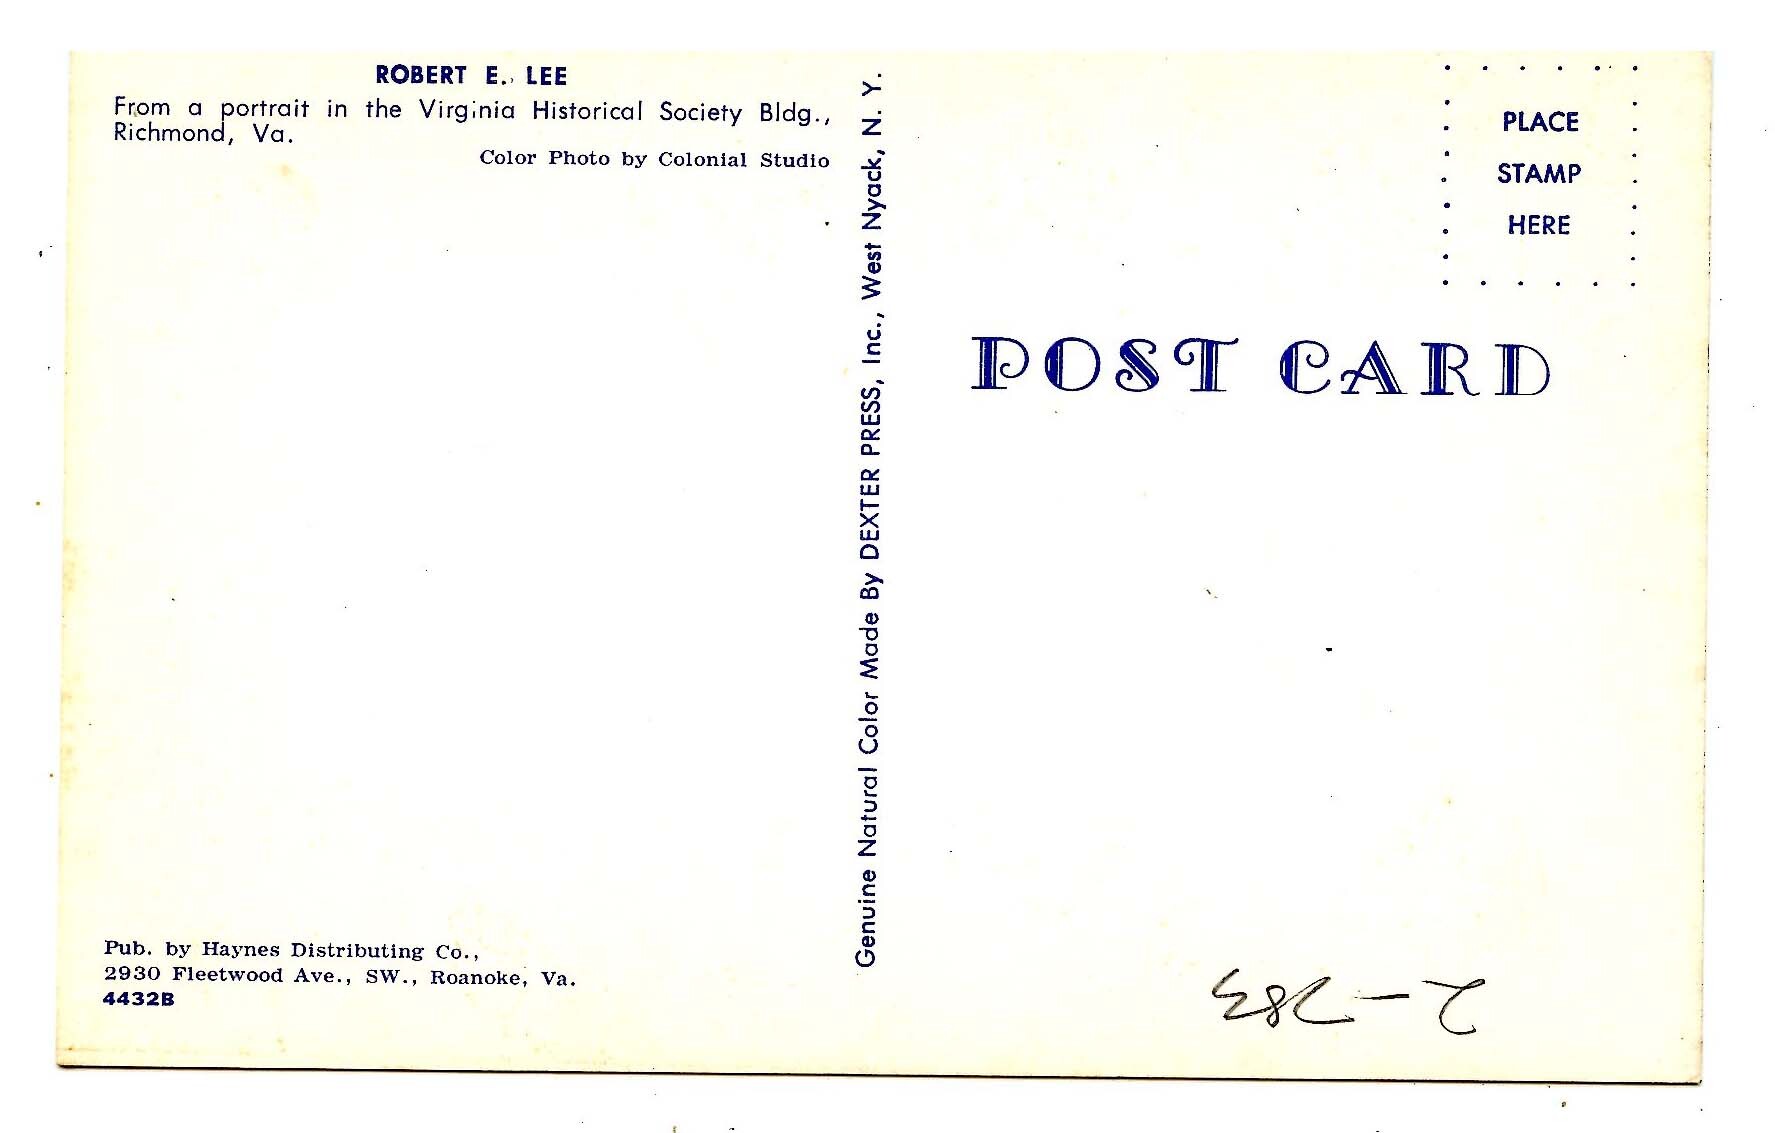 ROBERT E. LEE
From a portrait in the Virginia Historical Society Bldg.,
Richmond, Va.
Color Photo by Colonial Studio
Pub. by Haynes Distributing Co.,
2930 Fleetwood Ave., SW., Roanoke, Va.
4432B
Genuine Natural Color Made By DEXTER PRESS, Inc., West Nyack, N. Y.
PLACE
STAMP
HERE
POST CARD